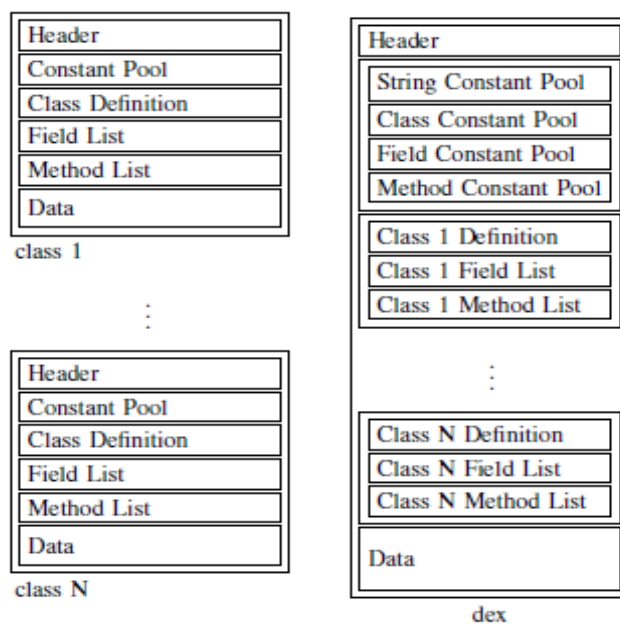 Header
Constant Pool
Class Definition
Field List
Method List
Data
class 1
⋮
Header
Constant Pool
Class Definition
Field List
Method List
Data
class N
Header
String Constant Pool
Class Constant Pool
Field Constant Pool
Method Constant Pool
Class 1 Definition
Class 1 Field List
Class 1 Method List
⋮
Class N Definition
Class N Field List
Class N Method List
Data
dex